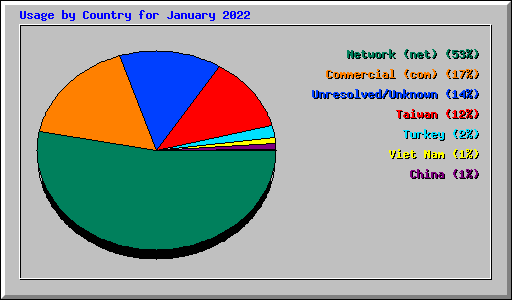 Usage by Country for January 2022
Network (net) (53%)
Commercial (com) (17%)
Unresolved/Unknown (14%)
Taiwan (12%)
Turkey (2%)
Viet Nam (1%)
China (1%)